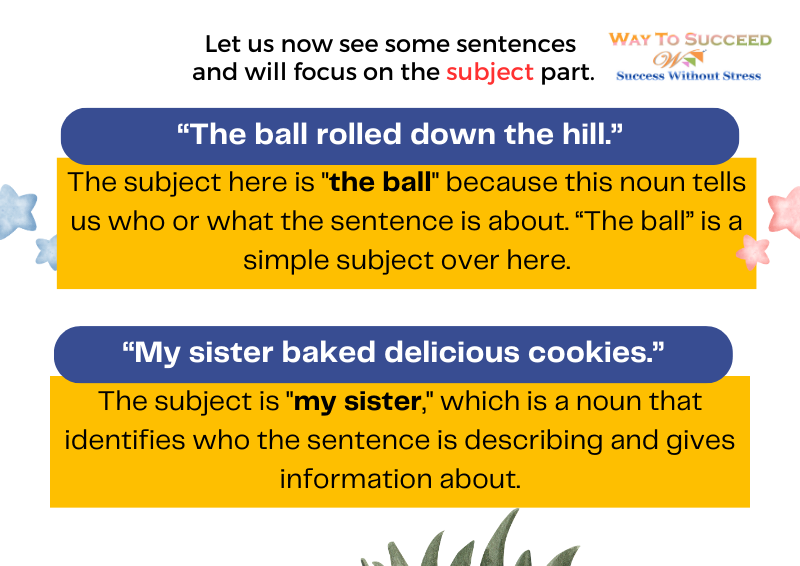 Let us now see some sentences
and will focus on the subject part.
WAY TO SUCCEED
W
Success Without Stress
“The ball rolled down the hill.”
The subject here is "the ball" because this noun tells
us who or what the sentence is about. “The ball” is a
simple subject over here.
“My sister baked delicious cookies.”
The subject is "my sister," which is a noun that
identifies who the sentence is describing and gives
information about.